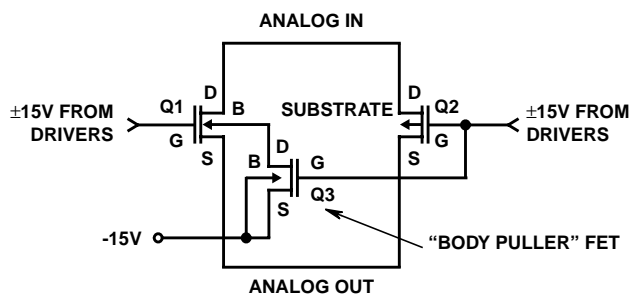 ANALOG IN
D
Q1
B
±15V FROM
DRIVERS
G
S
SUBSTRATE
D
Q2
G
S
±15V FROM
DRIVERS
D
B
G
Q3
S
-15V
“BODY PULLER” FET
ANALOG OUT